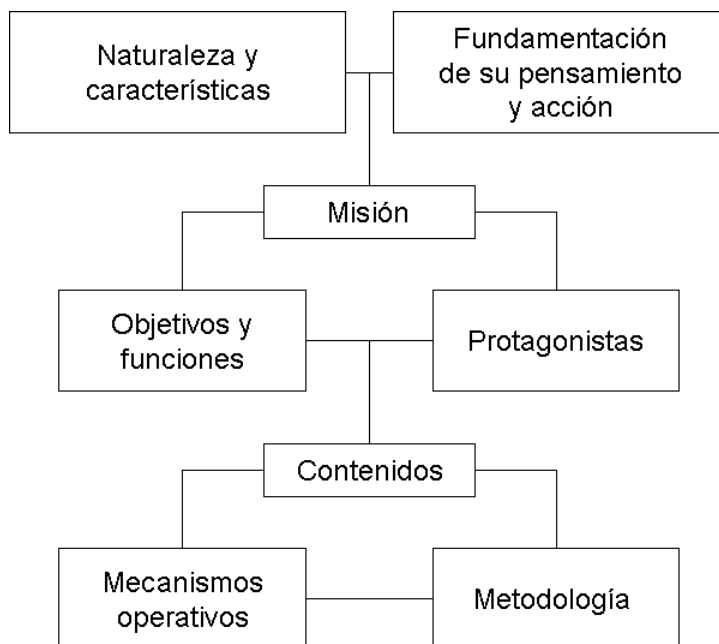 Naturaleza y
características
Fundamentación
de su pensamiento
y acción
Misión
Objetivos y
funciones
Protagonistas
Contenidos
Mecanismos
operativos
Metodología